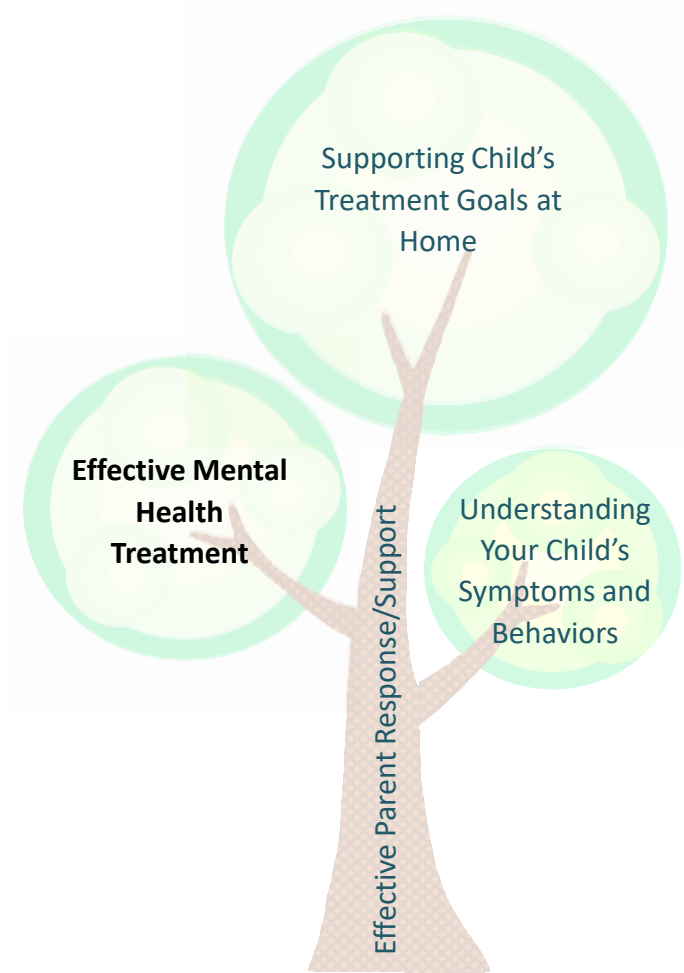 Supporting Child’s
Treatment Goals at
Home
Effective Mental
Health
Treatment
Understanding
Your Child’s
Symptoms and
Behaviors
Effective Parent Response/Support